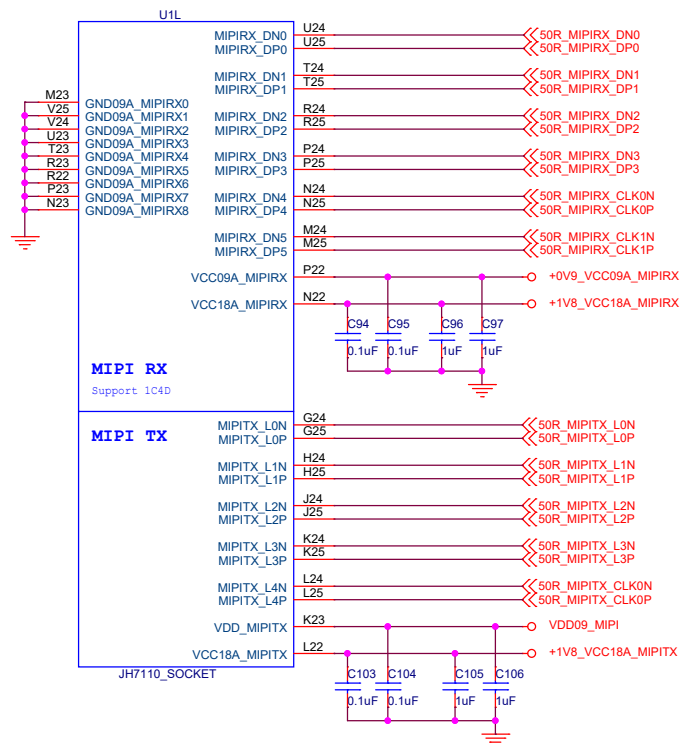 U1L
MIPIRX_DN0 U24 50R_MIPIRX_DN0
MIPIRX_DP0 U25 50R_MIPIRX_DP0
MIPIRX_DN1 T24 50R_MIPIRX_DN1
MIPIRX_DP1 T25 50R_MIPIRX_DP1
M23 GND09A_MIPIRX0
V25 GND09A_MIPIRX1 MIPIRX_DN2 R24 50R_MIPIRX_DN2
V24 GND09A_MIPIRX2 MIPIRX_DP2 R25 50R_MIPIRX_DP2
U23 GND09A_MIPIRX3
T23 GND09A_MIPIRX4 MIPIRX_DN3 P24 50R_MIPIRX_DN3
R23 GND09A_MIPIRX5 MIPIRX_DP3 P25 50R_MIPIRX_DP3
R22 GND09A_MIPIRX6
P23 GND09A_MIPIRX7 MIPIRX_DN4 N24 50R_MIPIRX_CLK0N
N23 GND09A_MIPIRX8 MIPIRX_DP4 N25 50R_MIPIRX_CLK0P
MIPIRX_DN5 M24 50R_MIPIRX_CLK1N
MIPIRX_DP5 M25 50R_MIPIRX_CLK1P
VCC09A_MIPIRX P22 +0V9_VCC09A_MIPIRX
VCC18A_MIPIRX N22 +1V8_VCC18A_MIPIRX
C94 C95 C96 C97
0.1uF 0.1uF 1uF 1uF
MIPI RX
Support 1C4D
MIPI TX
MIPITX_L0N G24 50R_MIPITX_L0N
MIPITX_L0P G25 50R_MIPITX_L0P
MIPITX_L1N H24 50R_MIPITX_L1N
MIPITX_L1P H25 50R_MIPITX_L1P
MIPITX_L2N J24 50R_MIPITX_L2N
MIPITX_L2P J25 50R_MIPITX_L2P
MIPITX_L3N K24 50R_MIPITX_L3N
MIPITX_L3P K25 50R_MIPITX_L3P
MIPITX_L4N L24 50R_MIPITX_CLK0N
MIPITX_L4P L25 50R_MIPITX_CLK0P
VDD_MIPITX K23 VDD09_MIPI
VCC18A_MIPITX L22 +1V8_VCC18A_MIPITX
JH7110_SOCKET
C103 C104 C105 C106
0.1uF 0.1uF 1uF 1uF